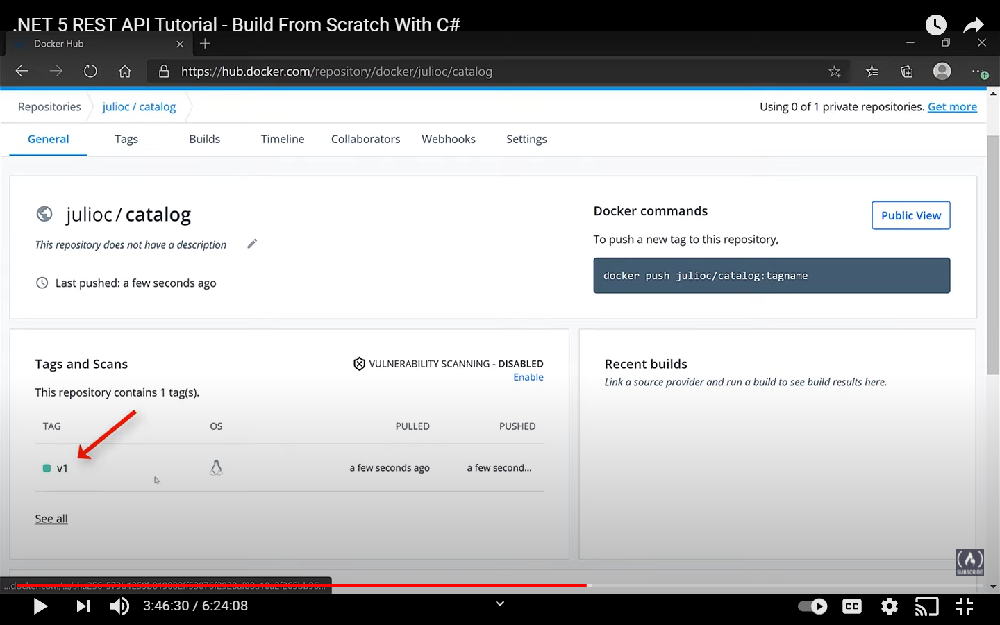 .NET 5 REST API Tutorial - Build From Scratch With C#
Docker Hub
https://hub.docker.com/repository/docker/julioc/catalog
Repositories julioc / catalog Using 0 of 1 private repositories. Get more
General Tags Builds Timeline Collaborators Webhooks Settings
julioc / catalog
This repository does not have a description
Last pushed: a few seconds ago
Docker commands
Public View
To push a new tag to this repository,
docker push julioc/catalog:tagname
Tags and Scans
VULNERABILITY SCANNING - DISABLED
Enable
This repository contains 1 tag(s).
TAG OS PULLED PUSHED
v1 a few seconds ago a few second...
See all
Recent builds
Link a source provider and run a build to see build results here.
SUBSCRIBE
3:46:30 / 6:24:08
CC